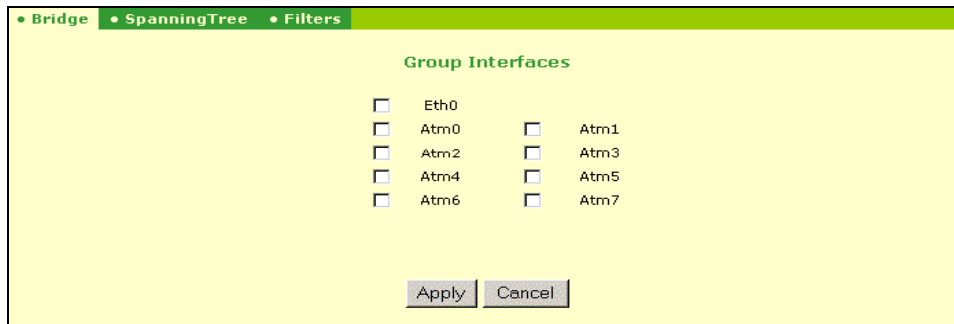 • Bridge • SpanningTree • Filters
Group Interfaces
Eth0
Atm0 Atm1
Atm2 Atm3
Atm4 Atm5
Atm6 Atm7
Apply Cancel